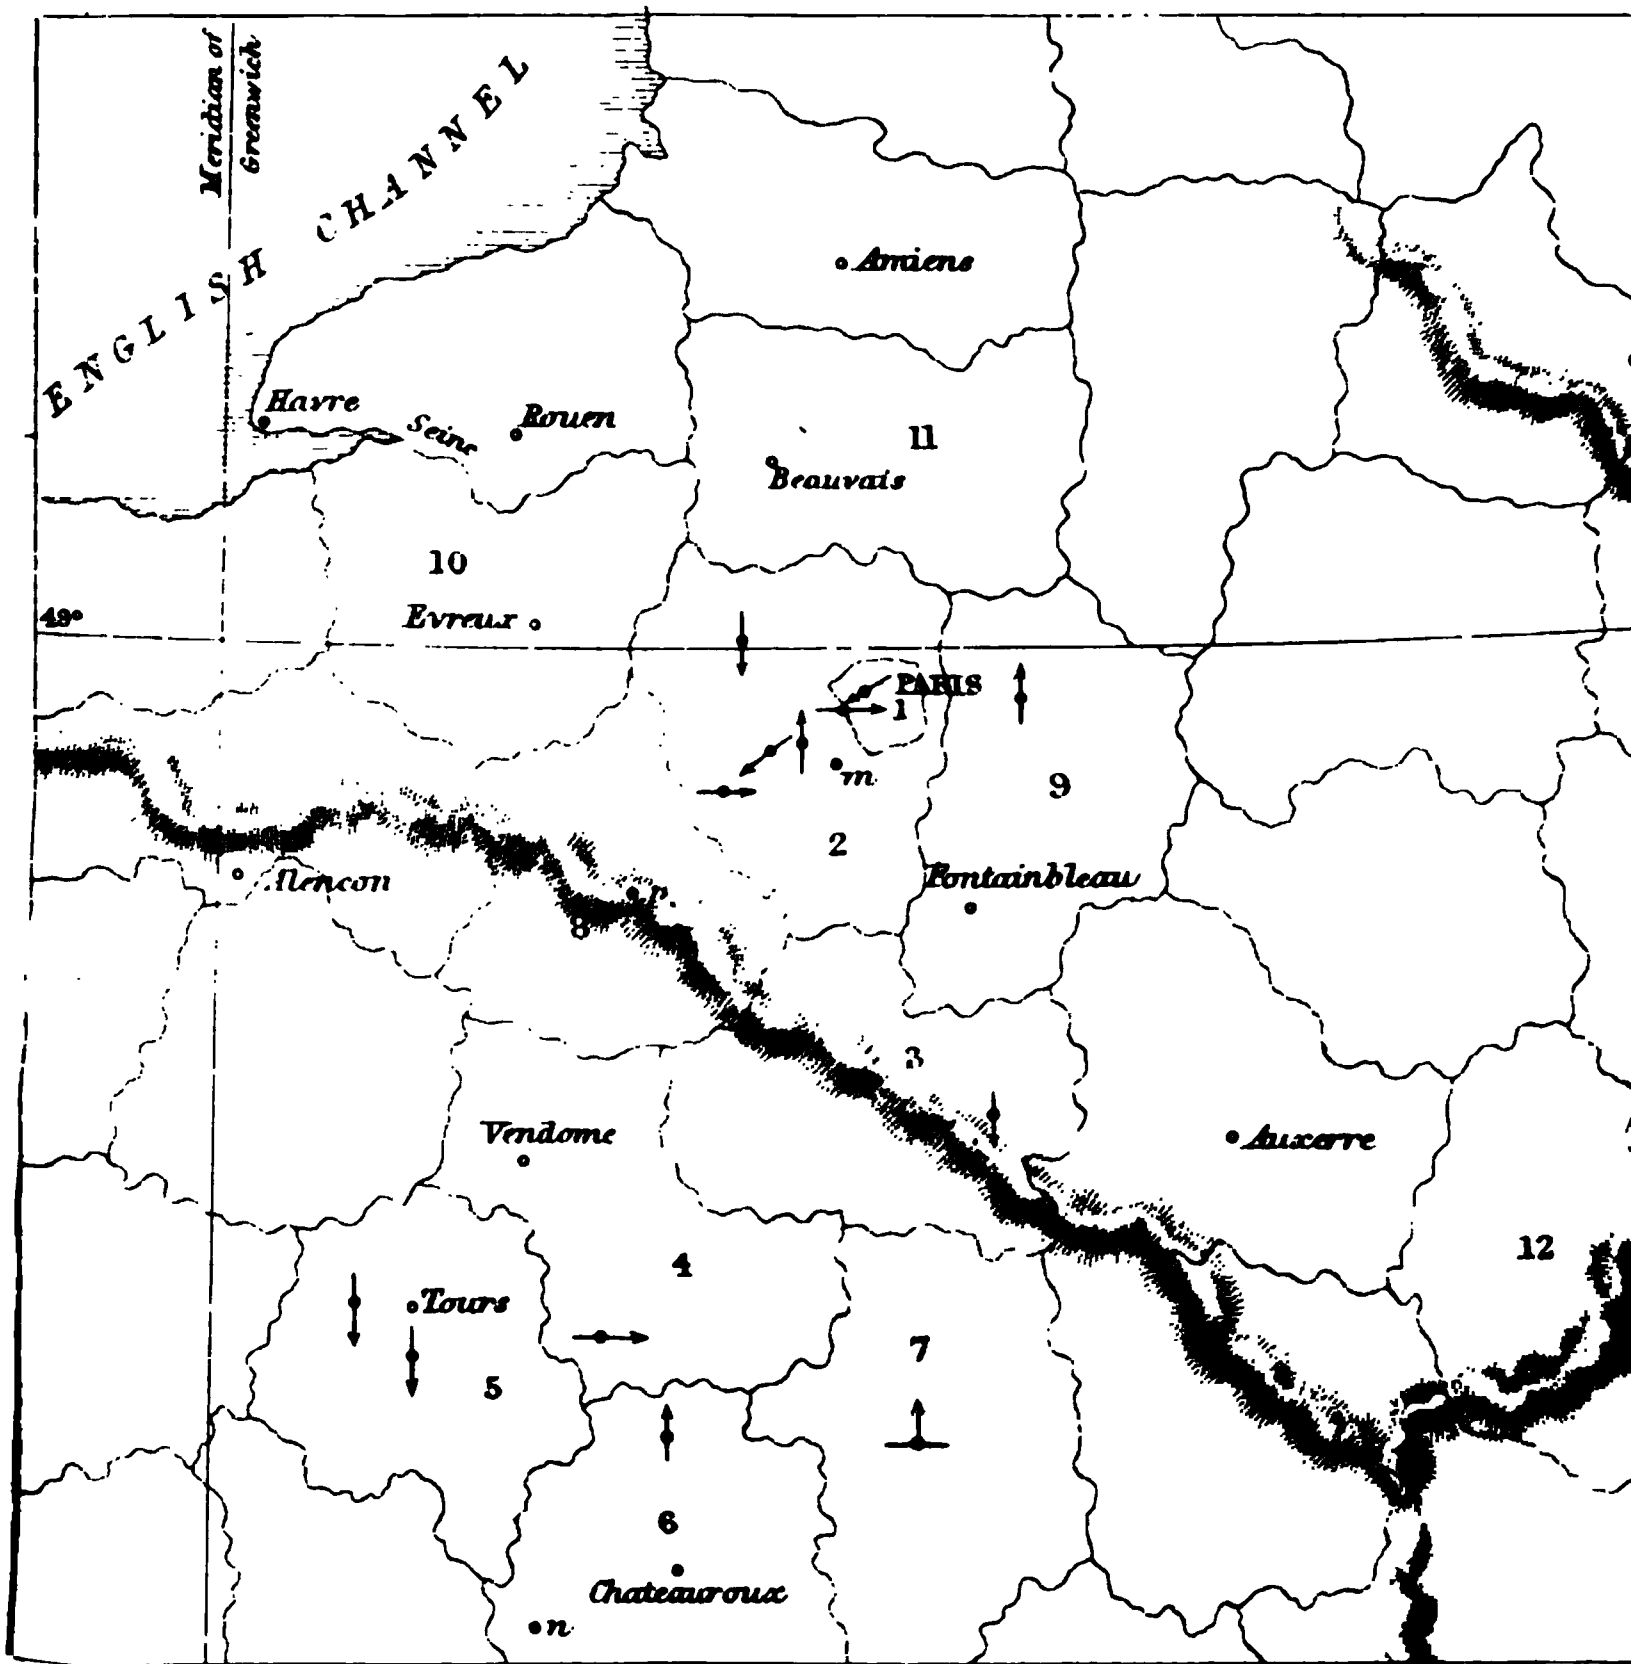 Meridian of
Greenwich
ENGLISH CHANNEL
Amiens
Havre
Seine
Rouen
11
Beauvais
10
49°
Evreux
PARIS
1
m
9
2
Fontainbleau
.llencon
p.
8
3
Vendome
Auxerre
12
4
Tours
7
5
6
Chateauroux
n